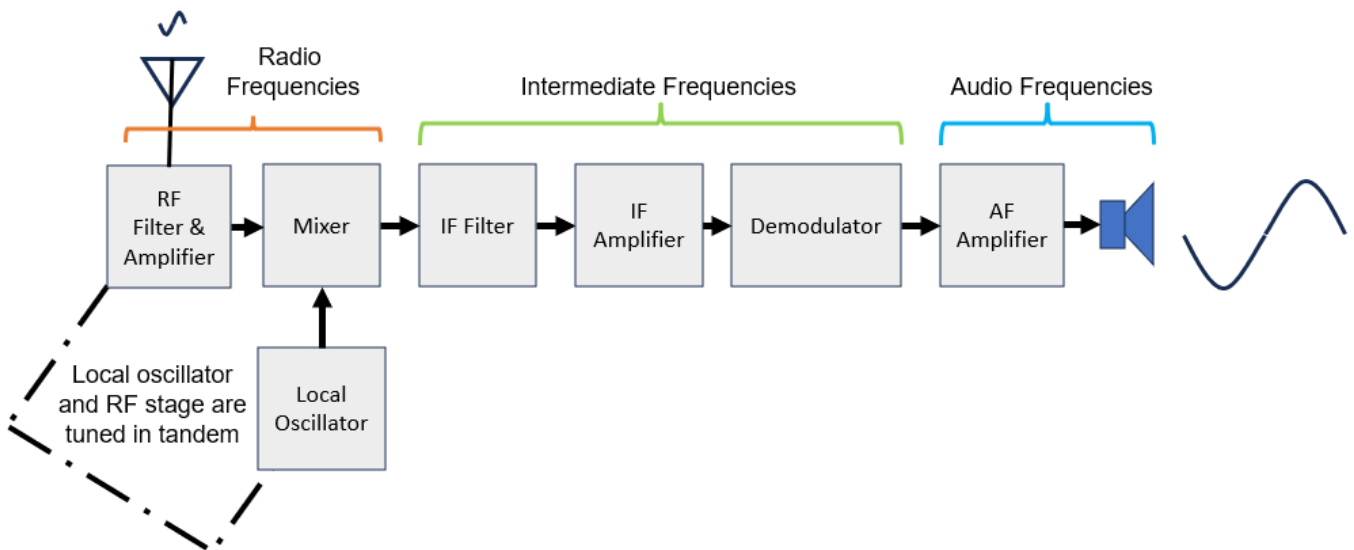 Radio
Frequencies
Intermediate Frequencies
Audio Frequencies
RF
Filter &
Amplifier
Mixer
IF Filter
IF
Amplifier
Demodulator
AF
Amplifier
Local oscillator
and RF stage are
tuned in tandem
Local
Oscillator